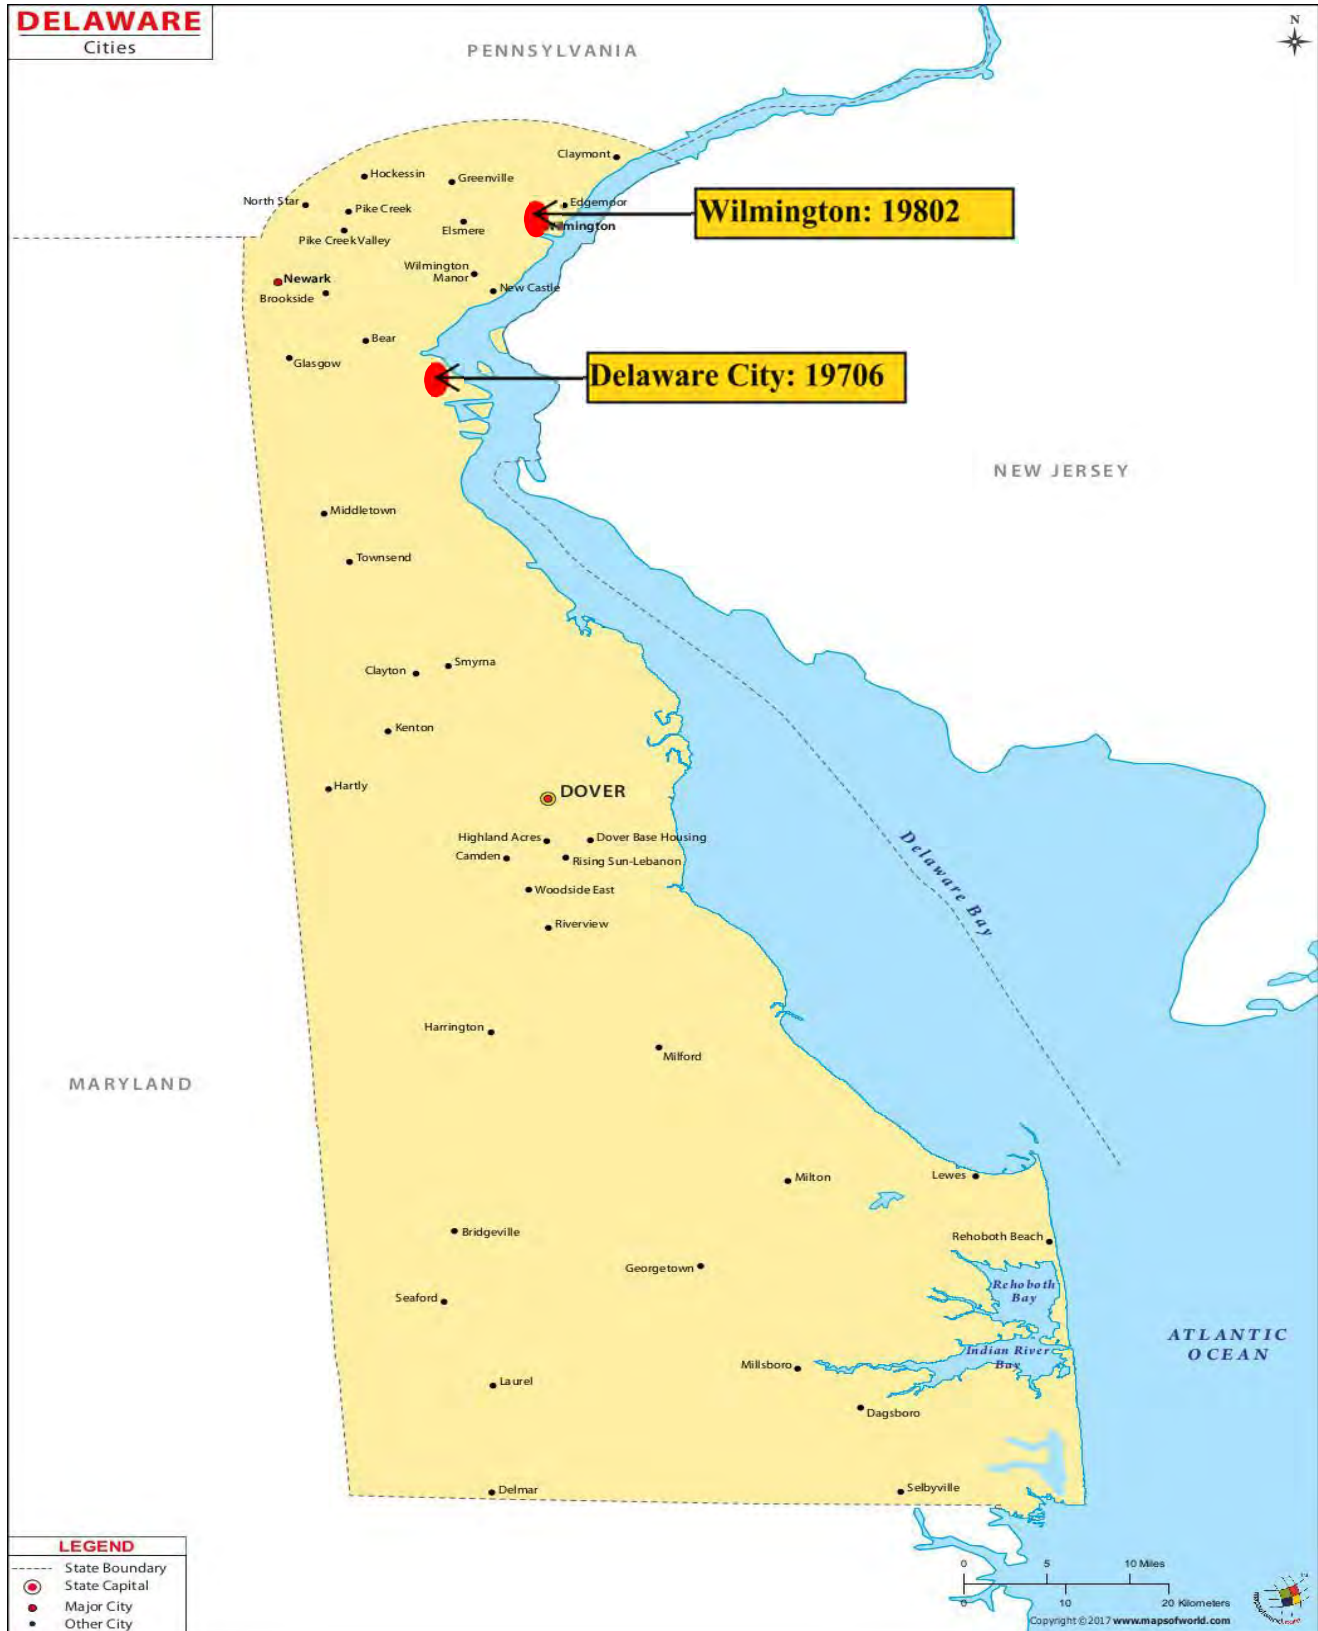 DELAWARE
Cities
N
PENNSYLVANIA
Claymont
Hockessin
Greenville
North Star
Pike Creek
Edgemoor
Wilmington: 19802
Elsmere
lmington
Pike Creek Valley
Wilmington
Manor
Newark
New Castle
Brookside
Bear
Glasgow
Delaware City: 19706
NEW JERSEY
Middletown
Townsend
Smyrna
Clayton
Kenton
Hartly
DOVER
Highland Acres
Dover Base Housing
Camden
Rising Sun-Lebanon
Woodside East
Riverview
Delaware Bay
Harrington
Milford
MARYLAND
Milton
Lewes
Bridgeville
Rehoboth Beach
Georgetown
Rehoboth
Bay
Seaford
ATLANTIC
OCEAN
Indian River
Bay
Millsboro
Laurel
Dagsboro
Delmar
Selbyville
LEGEND
State Boundary
State Capital
Major City
Other City
0 5 10 Miles
0 10 20 Kilometers
Copyright © 2017 www.mapsofworld.com